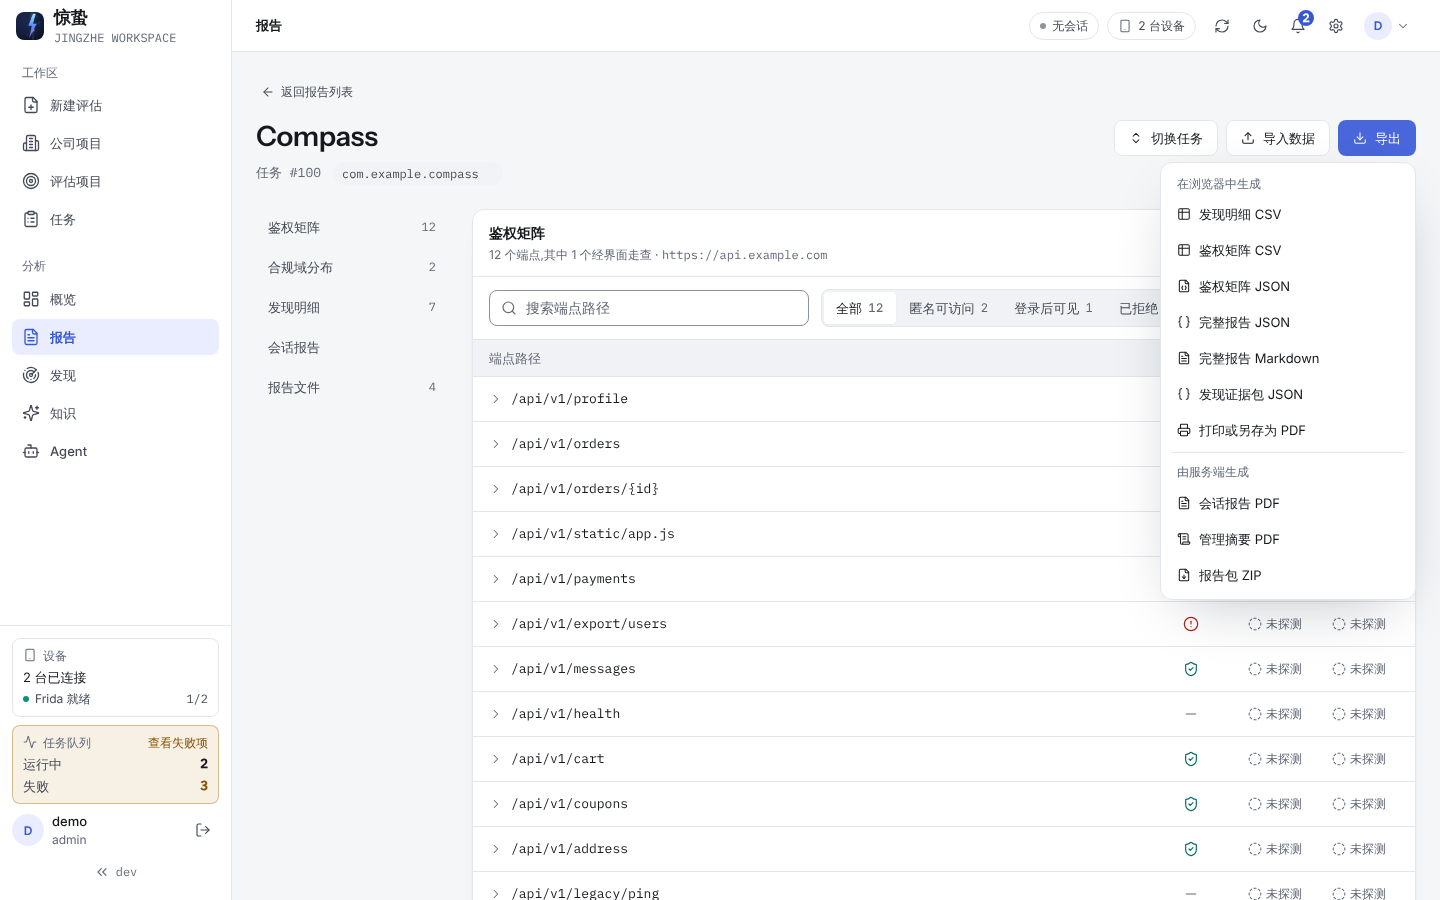 惊蛰
JINGZHE WORKSPACE
工作区
新建评估
公司项目
评估项目
任务
分析
概览
报告
发现
知识
Agent
设备
2 台已连接
Frida 就绪 1/2
任务队列 查看失败项
运行中 2
失败 3
D demo
admin
dev
报告
无会话
2 台设备
2
D
返回报告列表
Compass
任务 #100 com.example.compass
切换任务
导入数据
导出
鉴权矩阵 12
合规域分布 2
发现明细 7
会话报告
报告文件 4
鉴权矩阵
12 个端点,其中 1 个经界面走查 · https://api.example.com
搜索端点路径
全部 12 匿名可访问 2 登录后可见 1 已拒绝
端点路径
/api/v1/profile
/api/v1/orders
/api/v1/orders/{id}
/api/v1/static/app.js
/api/v1/payments
/api/v1/export/users 未探测 未探测
/api/v1/messages 未探测 未探测
/api/v1/health — 未探测 未探测
/api/v1/cart 未探测 未探测
/api/v1/coupons 未探测 未探测
/api/v1/address 未探测 未探测
/api/v1/legacy/ping — 未探测 未探测
在浏览器中生成
发现明细 CSV
鉴权矩阵 CSV
鉴权矩阵 JSON
完整报告 JSON
完整报告 Markdown
发现证据包 JSON
打印或另存为 PDF
由服务端生成
会话报告 PDF
管理摘要 PDF
报告包 ZIP